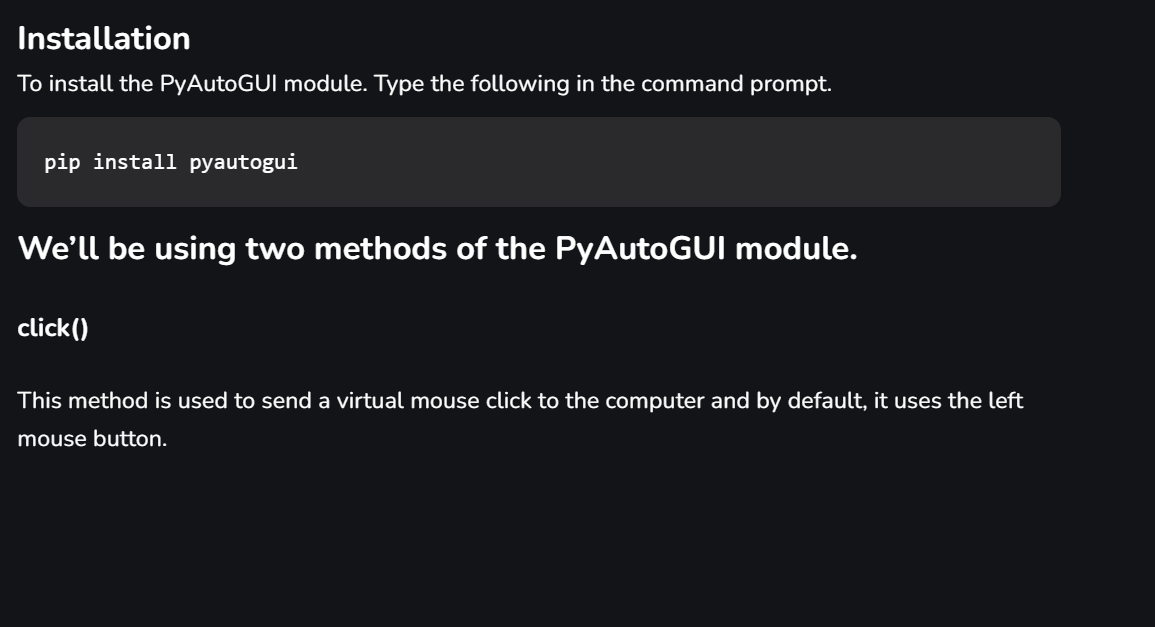 Installation
To install the PyAutoGUI module. Type the following in the command prompt.
pip install pyautogui
We’ll be using two methods of the PyAutoGUI module.
click()
This method is used to send a virtual mouse click to the computer and by default, it uses the left
mouse button.